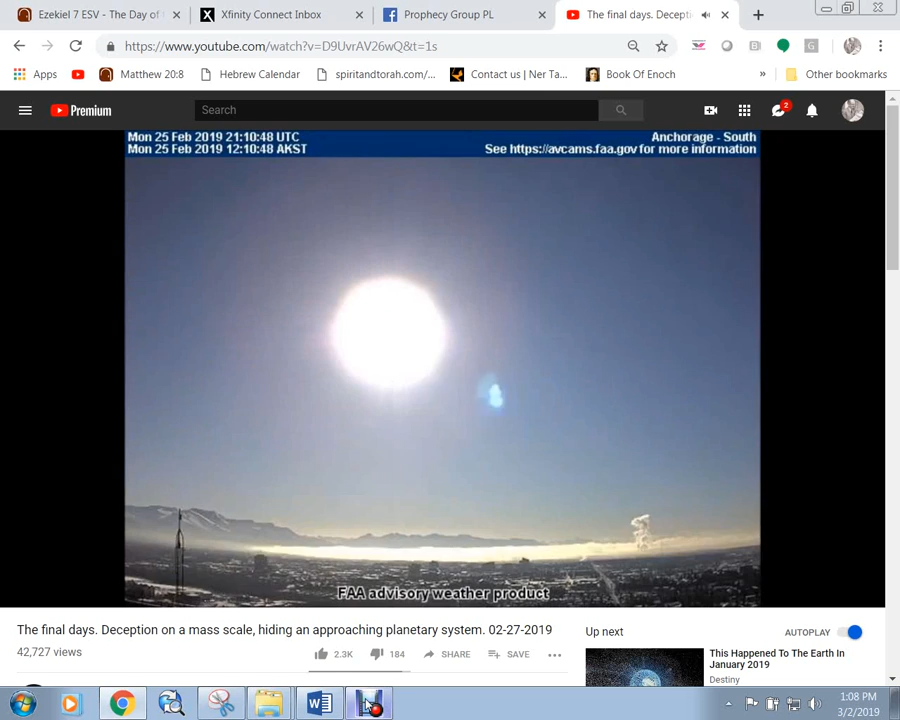 Ezekiel 7 ESV - The Day of
Xfinity Connect Inbox
Prophecy Group PL
The final days. Decepti
https://www.youtube.com/watch?v=D9UvrAV26wQ&t=1s
Apps
Matthew 20:8
Hebrew Calendar
spiritandtorah.com/...
Contact us | Ner Ta...
Book Of Enoch
»
Other bookmarks
Premium
Search
2
Mon 25 Feb 2019 21:10:48 UTC
Anchorage - South
Mon 25 Feb 2019 12:10:48 AKST
See https://avcams.faa.gov for more information
FAA advisory weather product
The final days. Deception on a mass scale, hiding an approaching planetary system. 02-27-2019
42,727 views
2.3K
184
SHARE
SAVE
Up next
AUTOPLAY
This Happened To The Earth In
January 2019
Destiny
1:08 PM
3/2/2019